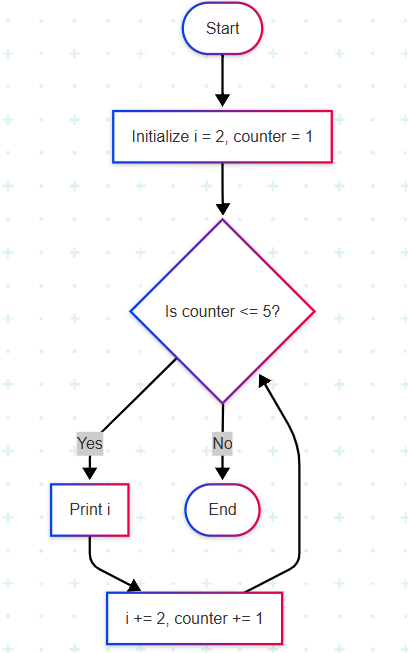 Start
Initialize i = 2, counter = 1
Is counter <= 5?
Yes
No
Print i
End
i += 2, counter += 1